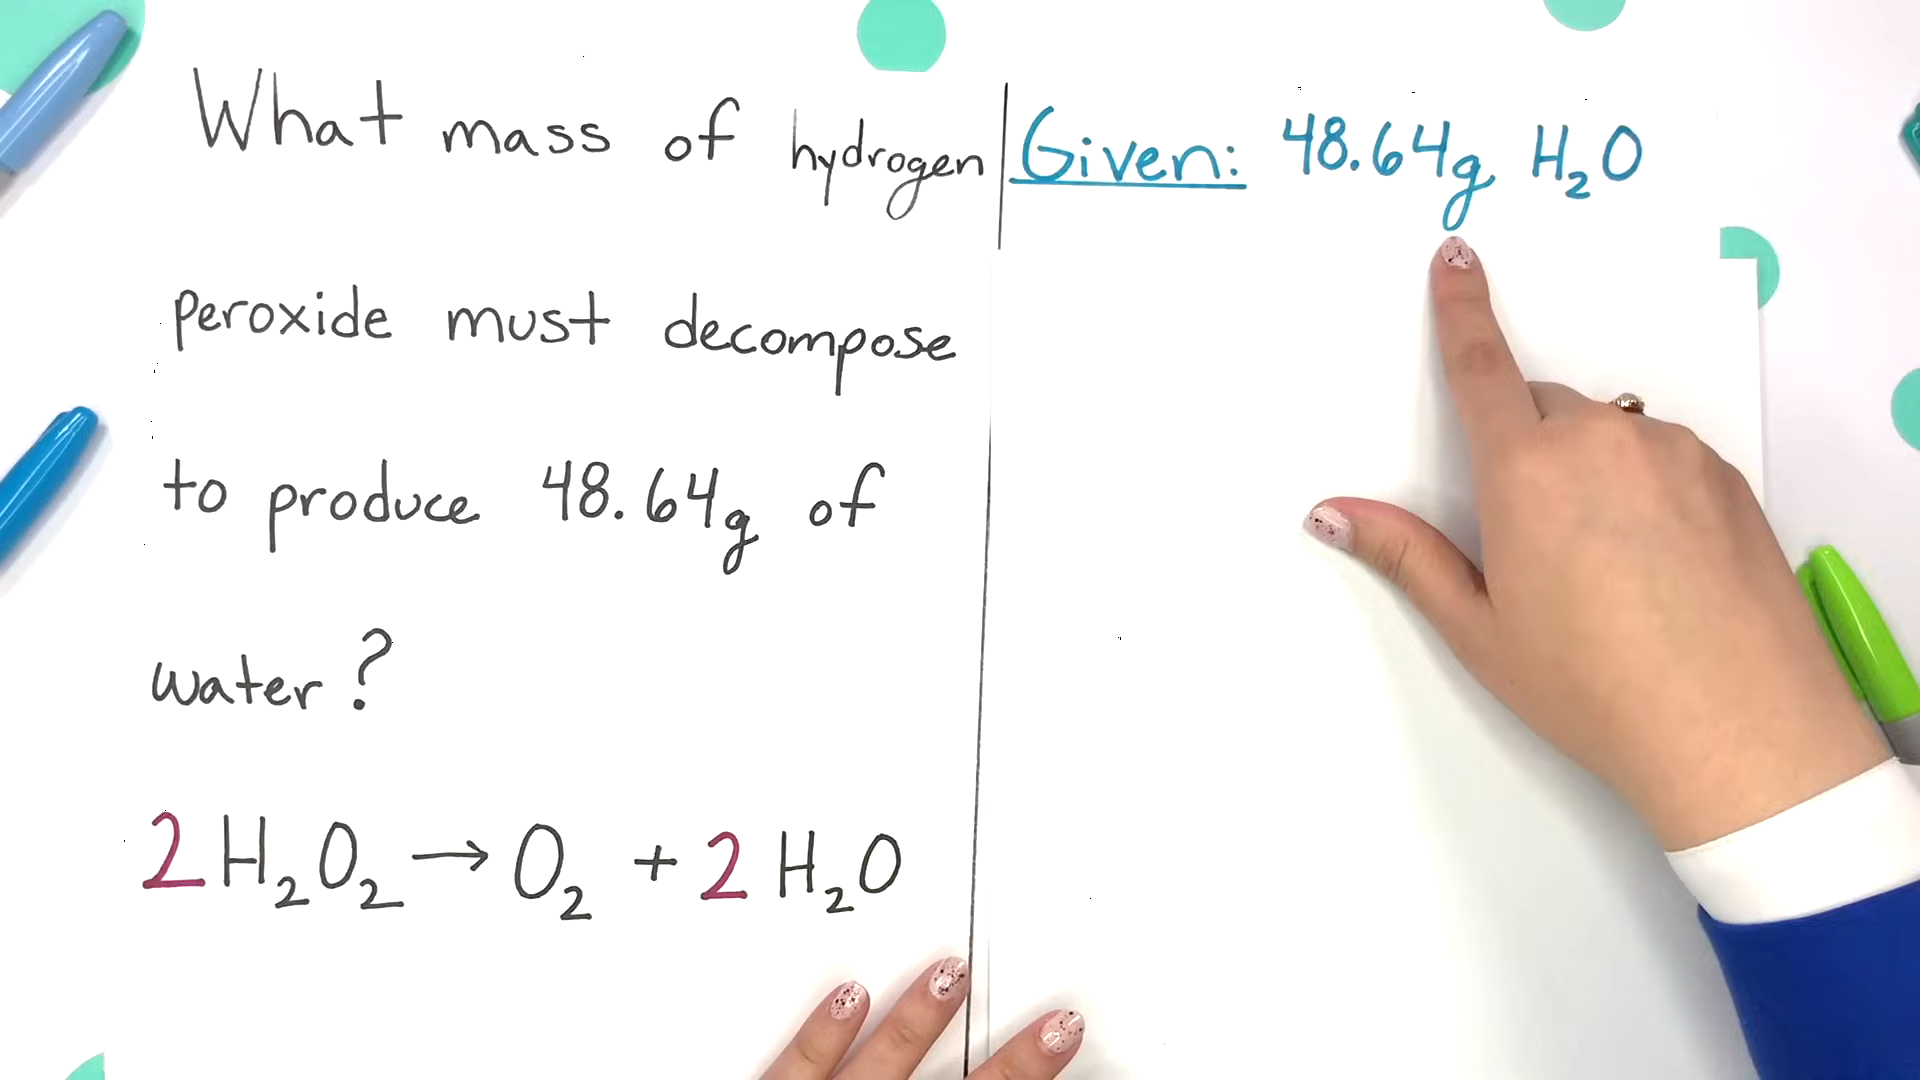 What mass of hydrogen
peroxide must decompose
to produce 48.64g of
water?
2H₂O₂ → O₂ + 2H₂O
Given: 48.64g H₂O